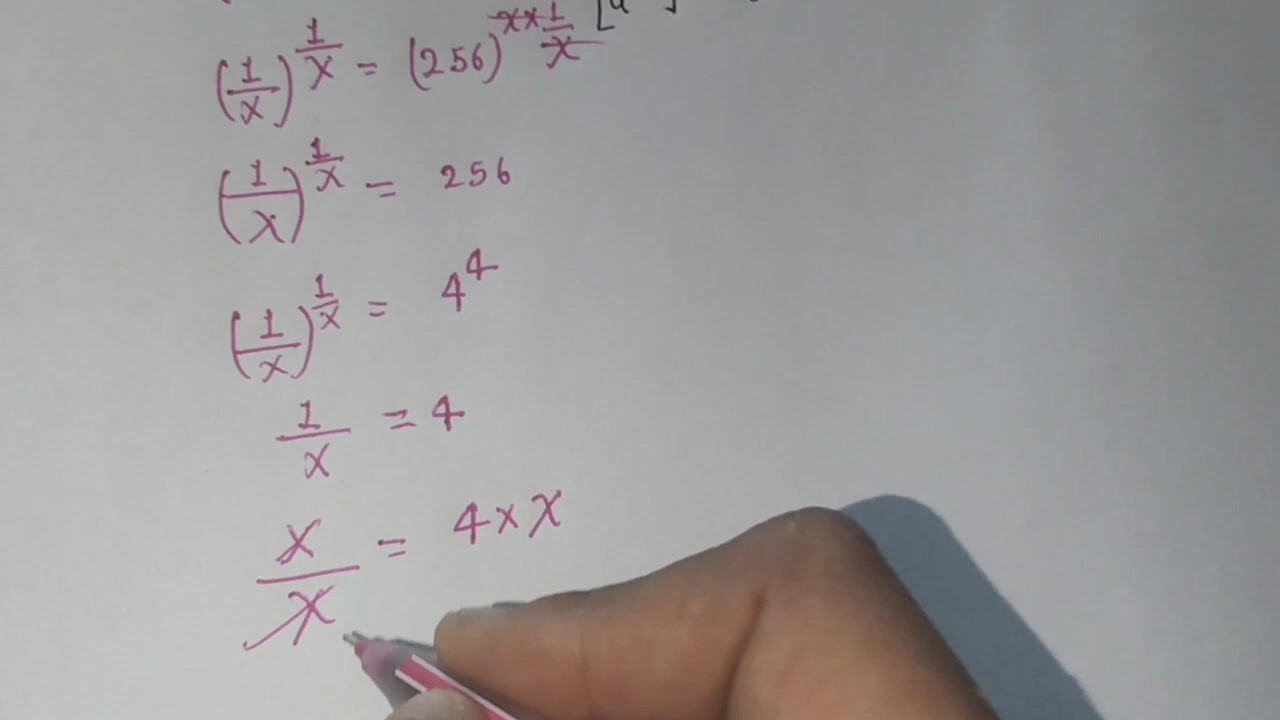 (1/x)^(1/x) = (256)^(x×1/x) [
(1/x)^(1/x) = 256
(1/x)^(1/x) = 4^4
1/x = 4
x/x = 4×x